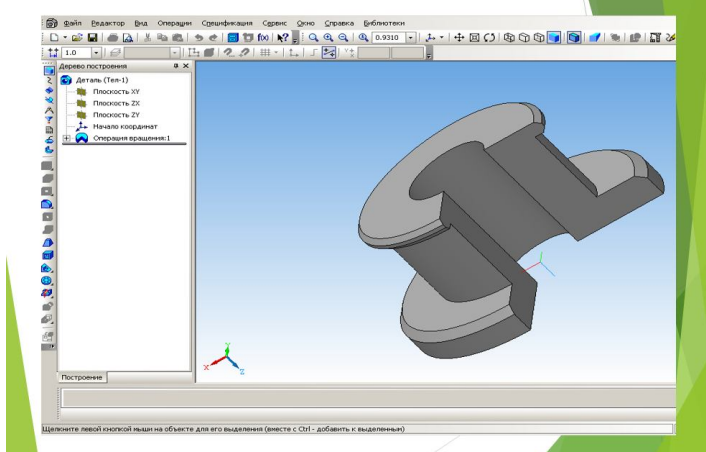 Файл Редактор Вид Операции Спецификация Сервис Окно Справка Библиотеки
f(x) 0.9310
1.0
Дерево построения
Деталь (Тел-1)
Плоскость XY
Плоскость ZX
Плоскость ZY
Начало координат
Операция вращения:1
Y
X
Z
Построение
Щелкните левой кнопкой мыши на объекте для его выделения (вместе с Ctrl - добавить к выделенным)